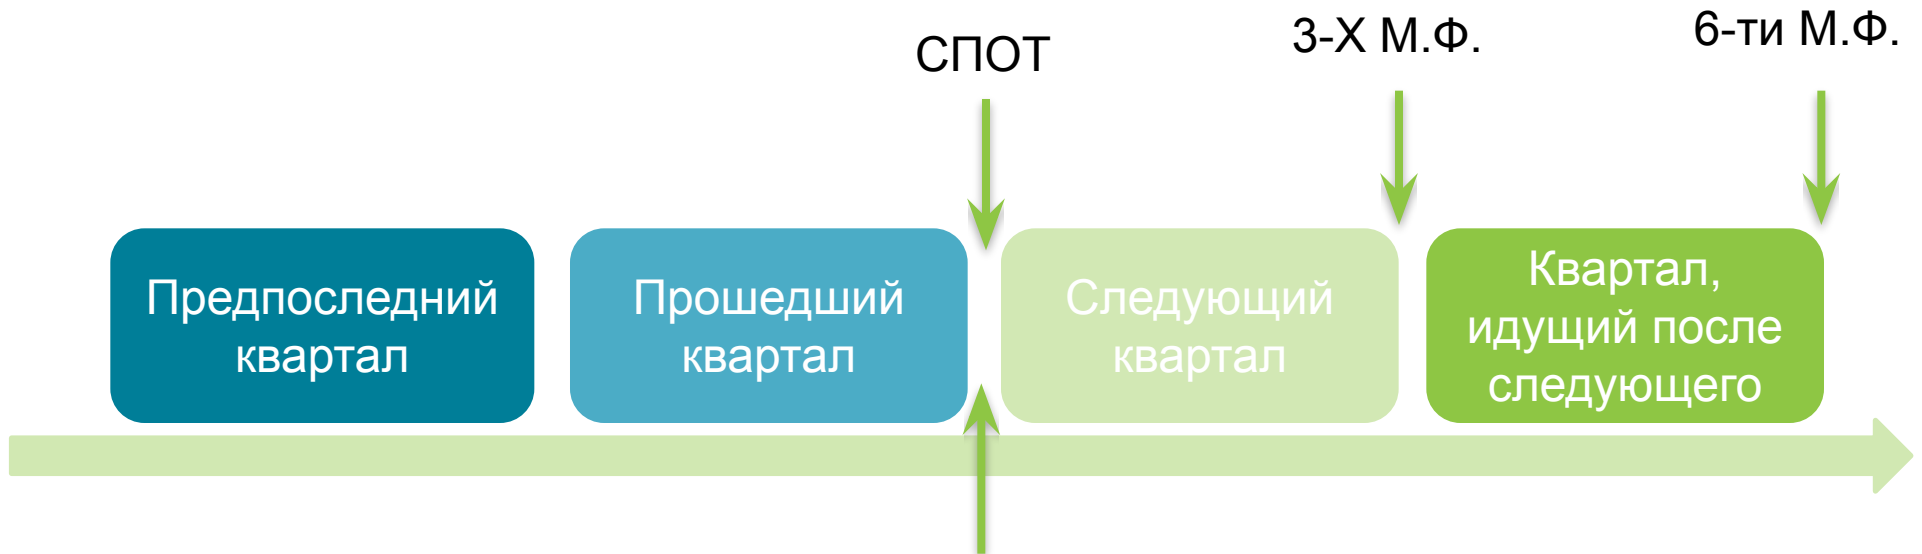 СПОТ
3-Х М.Ф.
6-ти М.Ф.
Предпоследний
квартал
Прошедший
квартал
Следующий
квартал
Квартал,
идущий после
следующего